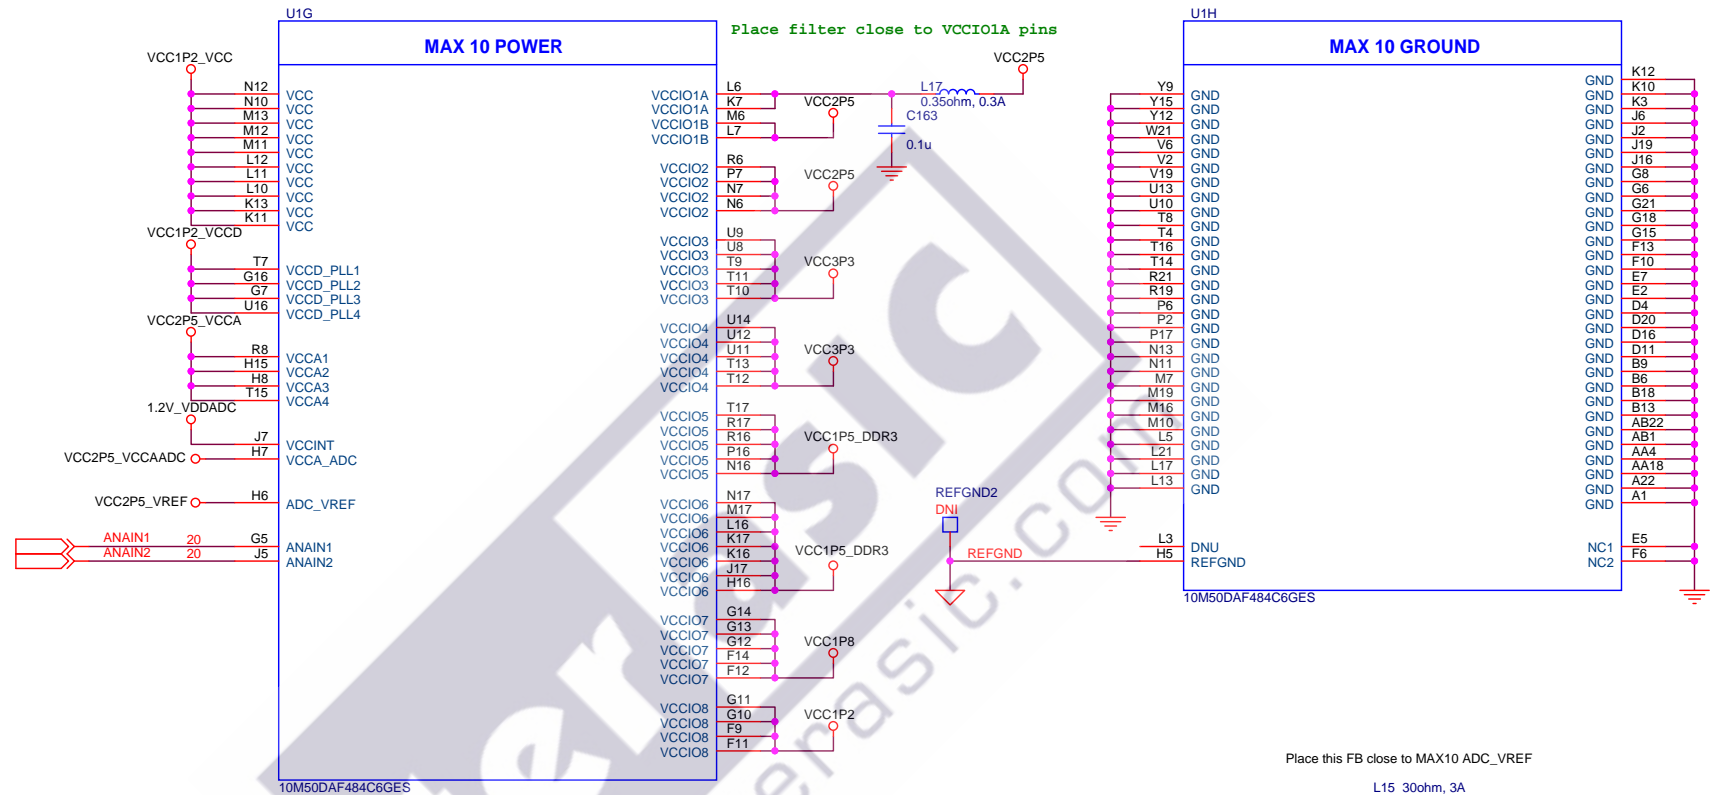 U1G
MAX 10 POWER
Place filter close to VCCIO1A pins
VCC1P2_VCC
N12 VCC
N10 VCC
M13 VCC
M12 VCC
M11 VCC
L12 VCC
L11 VCC
L10 VCC
K13 VCC
K11 VCC
VCC1P2_VCCD
T7 VCCD_PLL1
G16 VCCD_PLL2
G7 VCCD_PLL3
U16 VCCD_PLL4
VCC2P5_VCCA
R8 VCCA1
H15 VCCA2
H8 VCCA3
T15 VCCA4
1.2V_VDDADC
J7 VCCINT
VCC2P5_VCCAADC H7 VCCA_ADC
VCC2P5_VREF H6 ADC_VREF
ANAIN1 20 G5 ANAIN1
ANAIN2 20 J5 ANAIN2
VCCIO1A L6
VCCIO1A K7
VCCIO1B M6
VCCIO1B L7
VCC2P5
L17
0.35ohm, 0.3A
VCC2P5
C163
0.1u
VCCIO2 R6
VCCIO2 P7
VCCIO2 N7
VCCIO2 N6
VCC2P5
VCCIO3 U9
VCCIO3 U8
VCCIO3 T9
VCCIO3 T11
VCCIO3 T10
VCC3P3
VCCIO4 U14
VCCIO4 U12
VCCIO4 U11
VCCIO4 T13
VCCIO4 T12
VCC3P3
VCCIO5 T17
VCCIO5 R17
VCCIO5 R16
VCCIO5 P16
VCCIO5 N16
VCC1P5_DDR3
VCCIO6 N17
VCCIO6 M17
VCCIO6 L16
VCCIO6 K17
VCCIO6 K16
VCCIO6 J17
VCCIO6 H16
VCC1P5_DDR3
VCCIO7 G14
VCCIO7 G13
VCCIO7 G12
VCCIO7 F14
VCCIO7 F12
VCC1P8
VCCIO8 G11
VCCIO8 G10
VCCIO8 F9
VCCIO8 F11
VCC1P2
10M50DAF484C6GES
U1H
MAX 10 GROUND
Y9 GND
Y15 GND
Y12 GND
W21 GND
V6 GND
V2 GND
V19 GND
U13 GND
U10 GND
T8 GND
T4 GND
T16 GND
T14 GND
R21 GND
R19 GND
P6 GND
P2 GND
P17 GND
N13 GND
N11 GND
M7 GND
M19 GND
M16 GND
M10 GND
L5 GND
L21 GND
L17 GND
L13 GND
REFGND2
DNI
L3 DNU
REFGND H5 REFGND
GND K12
GND K10
GND K3
GND J6
GND J2
GND J19
GND J16
GND G8
GND G6
GND G21
GND G18
GND G15
GND F13
GND F10
GND E7
GND E2
GND D4
GND D20
GND D16
GND D11
GND B9
GND B6
GND B18
GND B13
GND AB22
GND AB1
GND AA4
GND AA18
GND A22
GND A1
NC1 E5
NC2 F6
10M50DAF484C6GES
Place this FB close to MAX10 ADC_VREF
L15 30ohm, 3A
erasic
erasic.com